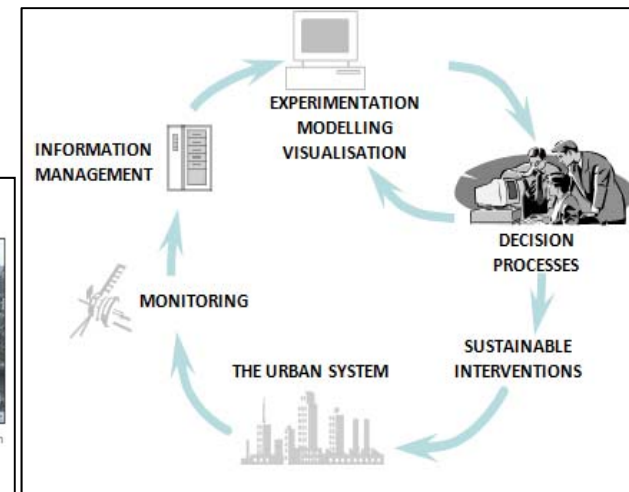 EXPERIMENTATION
MODELLING
VISUALISATION
INFORMATION
MANAGEMENT
DECISION
PROCESSES
MONITORING
SUSTAINABLE
INTERVENTIONS
THE URBAN SYSTEM